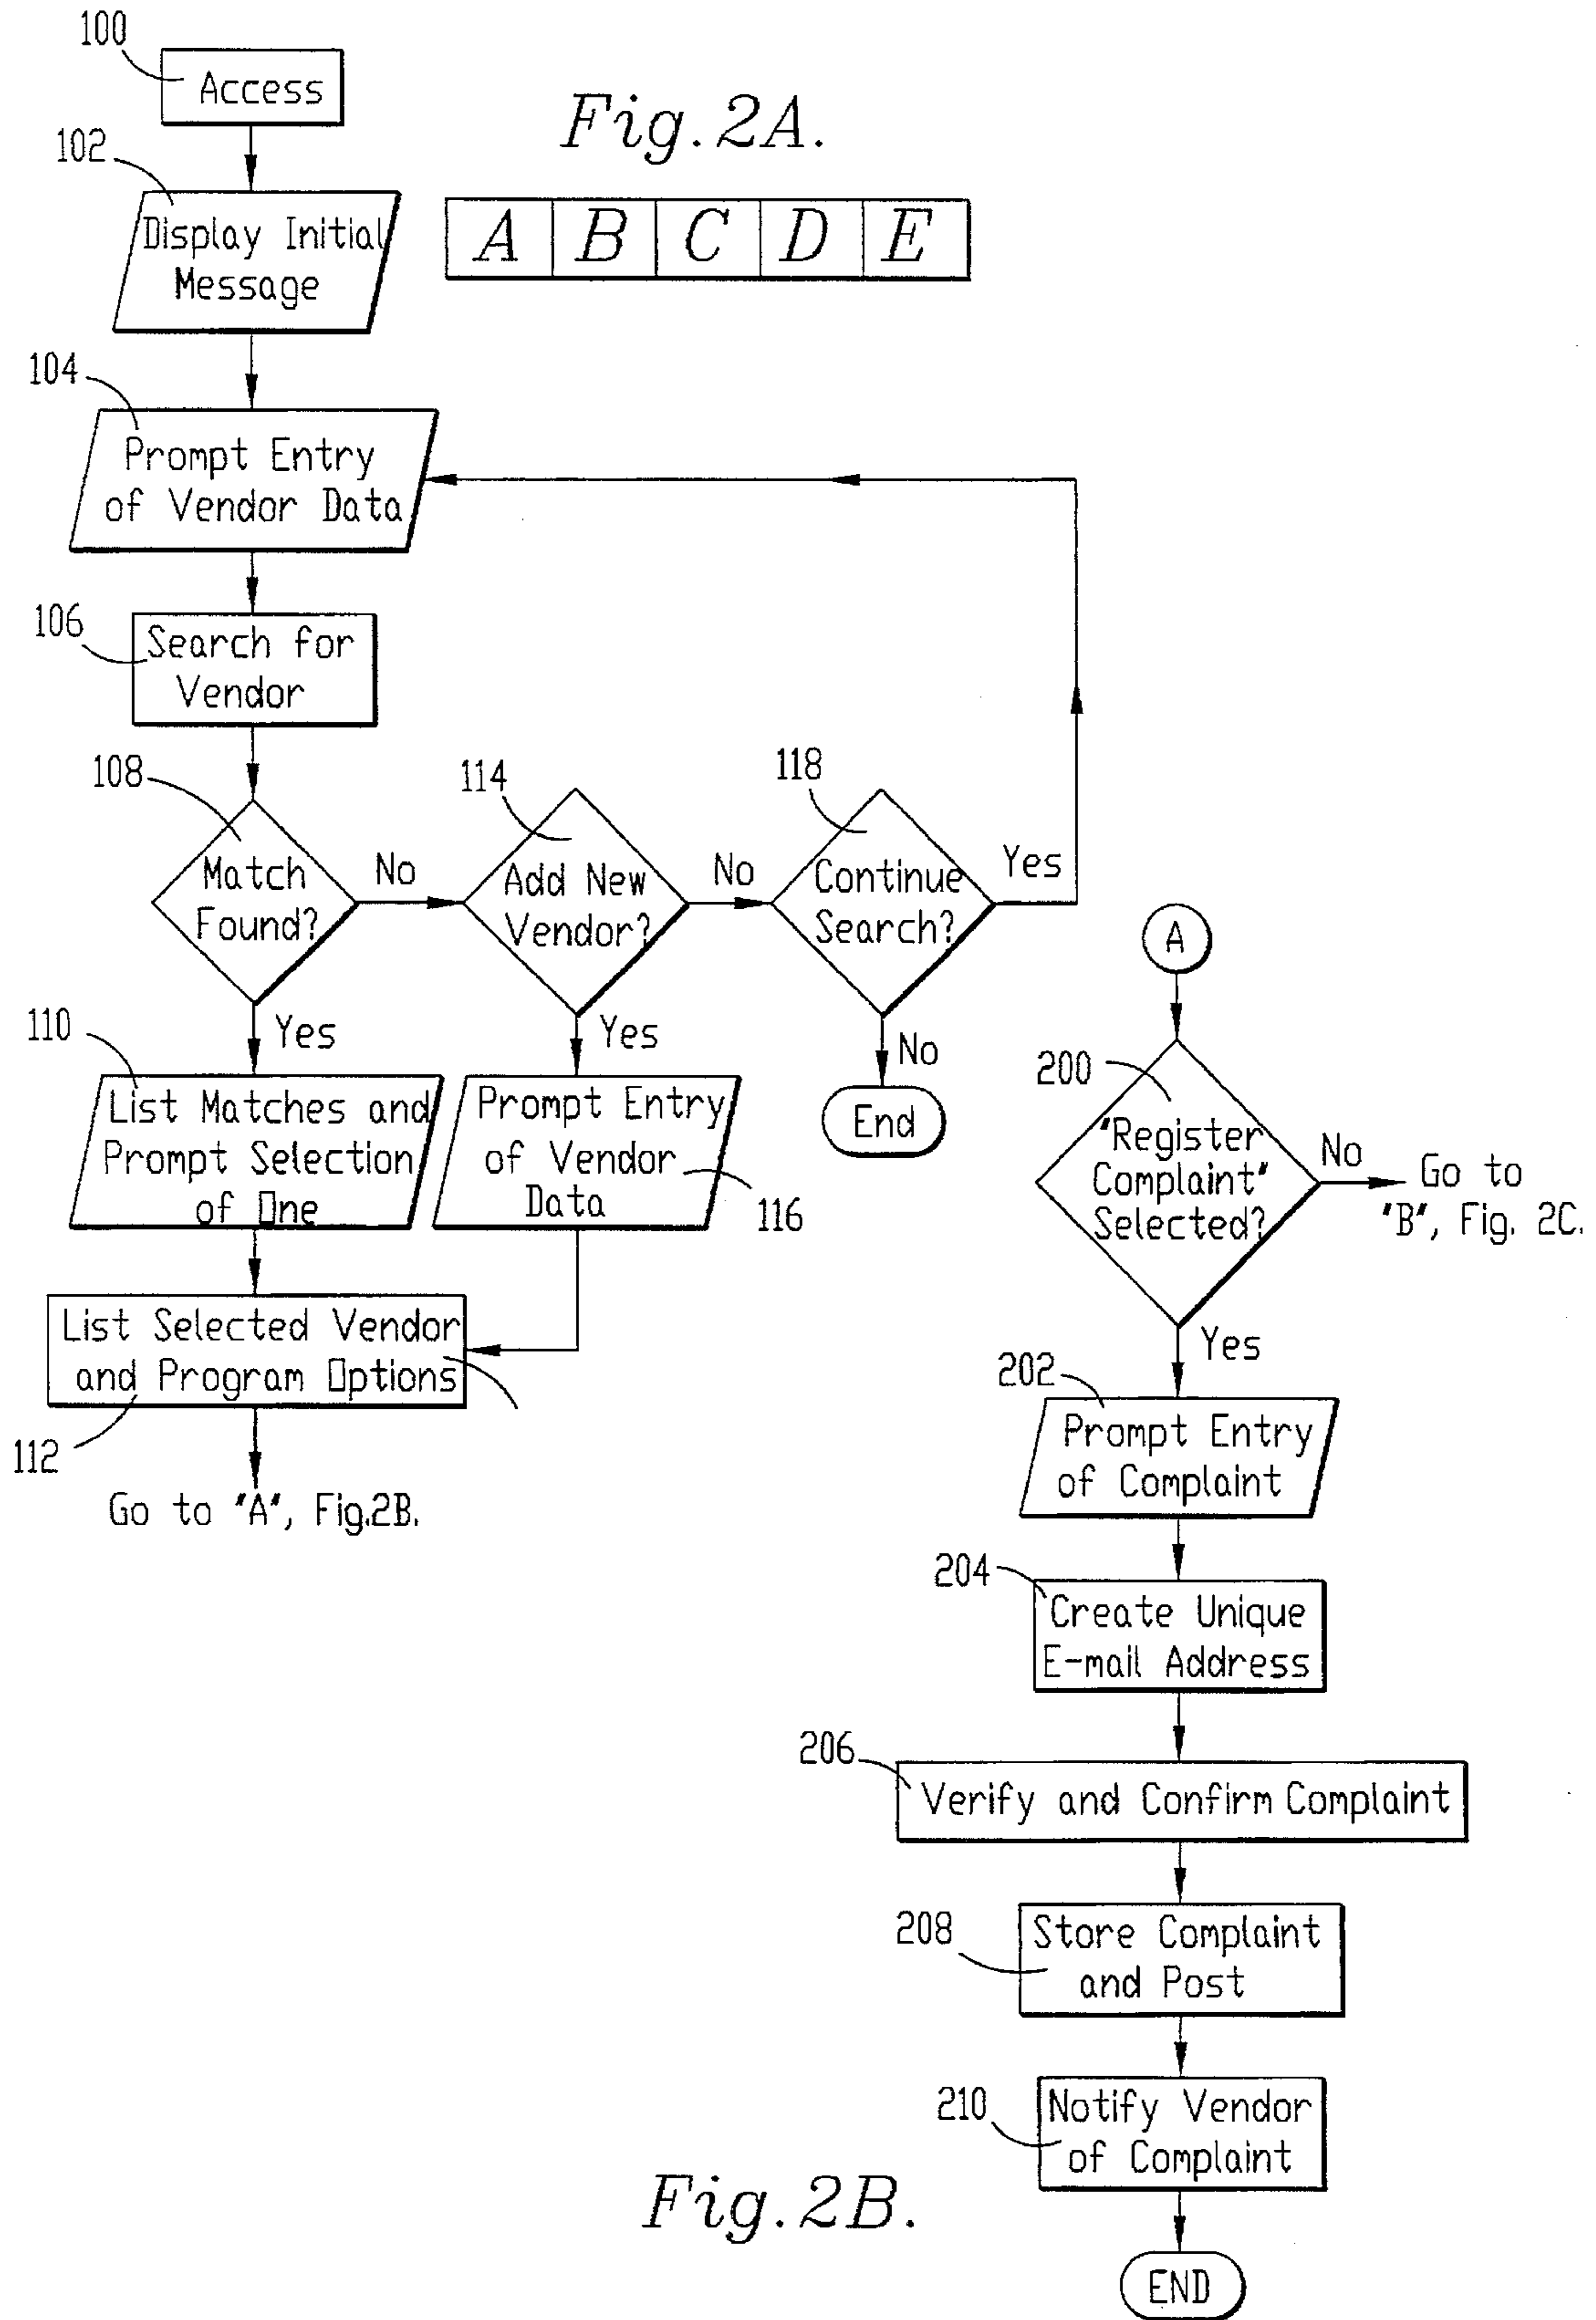 100
Access
Fig. 2A.
102
Display Initial
Message
A B C D E
104
Prompt Entry
of Vendor Data
106
Search for
Vendor
108
Match
Found?
No
114
Add New
Vendor?
No
118
Continue
Search?
Yes
Yes
Yes
No
End
110
List Matches and
Prompt Selection
of One
Prompt Entry
of Vendor
Data
116
List Selected Vendor
and Program Options
112
Go to "A", Fig.2B.
A
200
"Register
Complaint"
Selected?
No
Go to
"B", Fig. 2C.
Yes
202
Prompt Entry
of Complaint
204
Create Unique
E-mail Address
206
Verify and Confirm Complaint
208
Store Complaint
and Post
210
Notify Vendor
of Complaint
Fig. 2B.
END